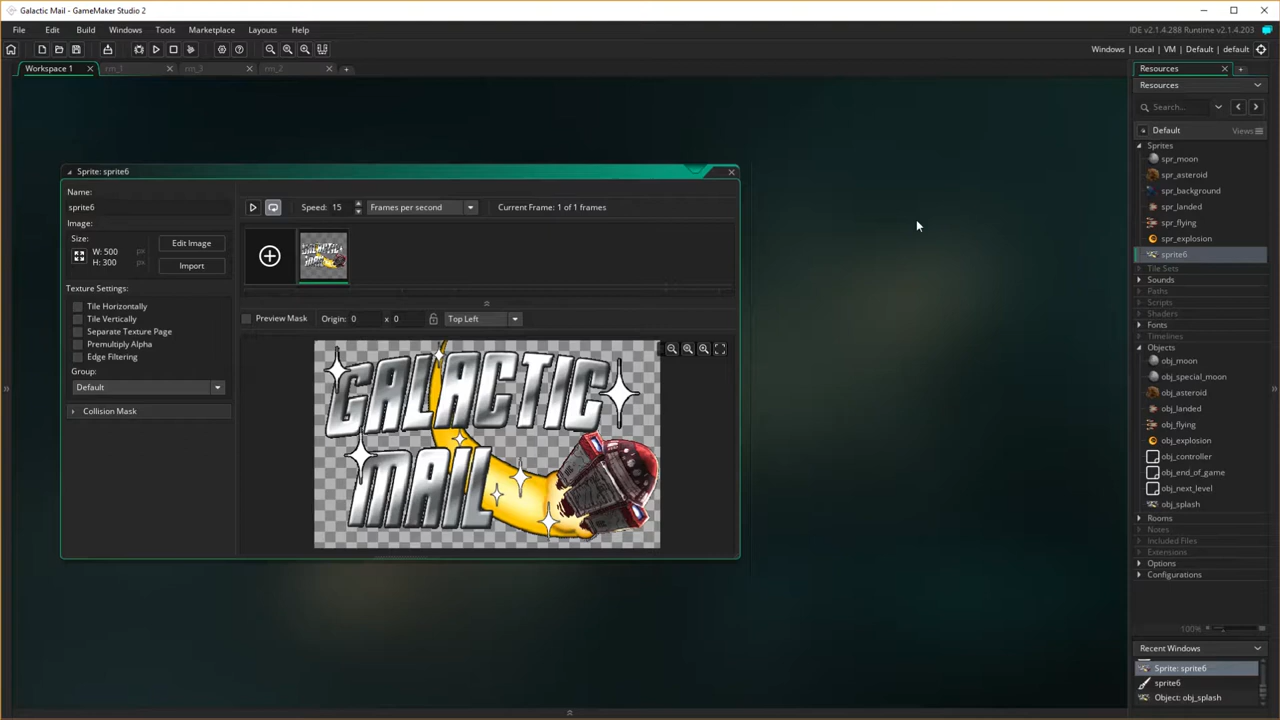 Galactic Mail - GameMaker Studio 2
File Edit Build Windows Tools Marketplace Layouts Help
IDE v2.1.4.288 Runtime v2.1.4.203
Windows | Local | VM | Default | default
Workspace 1 rm_1 rm_3 rm_2
Sprite: sprite6
Name:
sprite6
Image:
Size:
W: 500 px
H: 300 px
Edit Image
Import
Texture Settings:
Tile Horizontally
Tile Vertically
Separate Texture Page
Premultiply Alpha
Edge Filtering
Group:
Default
Collision Mask
Speed: 15 Frames per second Current Frame: 1 of 1 frames
Preview Mask Origin: 0 x 0 Top Left
GALACTIC
MAIL
Resources
Resources
Search...
Default Views
Sprites
spr_moon
spr_asteroid
spr_background
spr_landed
spr_flying
spr_explosion
sprite6
Tile Sets
Sounds
Paths
Scripts
Shaders
Fonts
Timelines
Objects
obj_moon
obj_special_moon
obj_asteroid
obj_landed
obj_flying
obj_explosion
obj_controller
obj_end_of_game
obj_next_level
obj_splash
Rooms
Notes
Included Files
Extensions
Options
Configurations
100%
Recent Windows
Sprite: sprite6
sprite6
Object: obj_splash